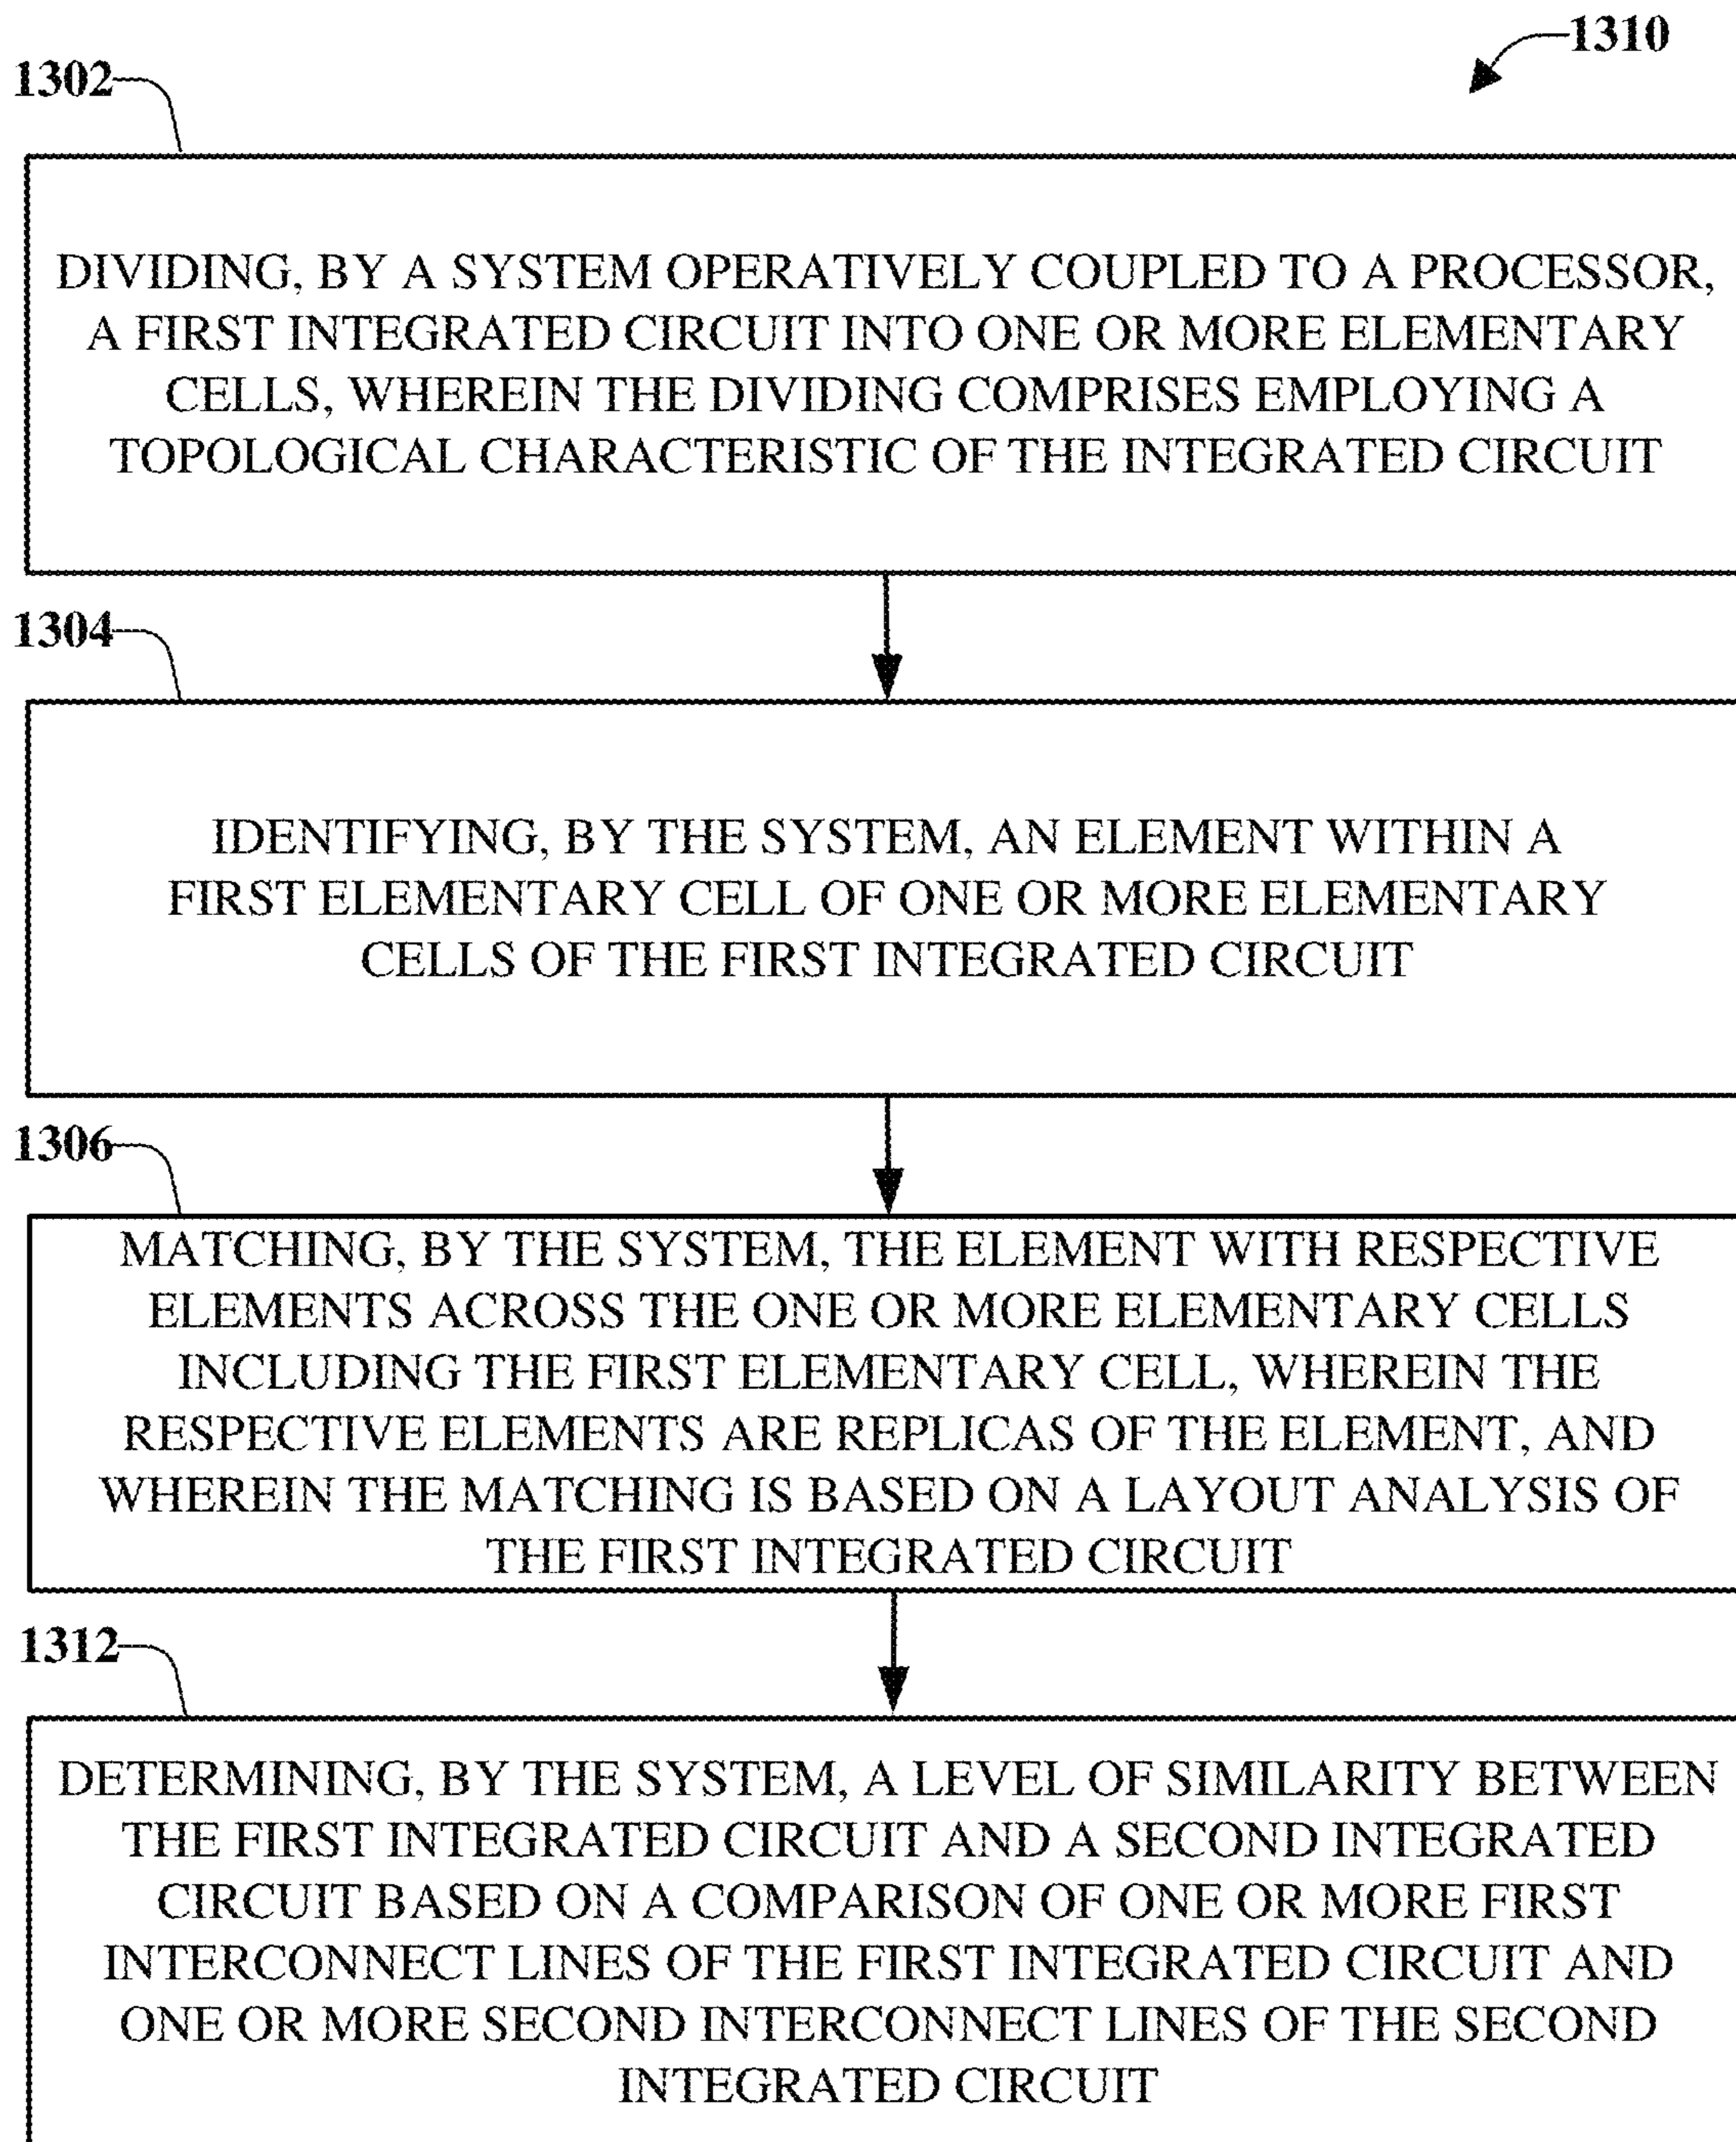 1310
1302
DIVIDING, BY A SYSTEM OPERATIVELY COUPLED TO A PROCESSOR,
A FIRST INTEGRATED CIRCUIT INTO ONE OR MORE ELEMENTARY
CELLS, WHEREIN THE DIVIDING COMPRISES EMPLOYING A
TOPOLOGICAL CHARACTERISTIC OF THE INTEGRATED CIRCUIT
1304
IDENTIFYING, BY THE SYSTEM, AN ELEMENT WITHIN A
FIRST ELEMENTARY CELL OF ONE OR MORE ELEMENTARY
CELLS OF THE FIRST INTEGRATED CIRCUIT
1306
MATCHING, BY THE SYSTEM, THE ELEMENT WITH RESPECTIVE
ELEMENTS ACROSS THE ONE OR MORE ELEMENTARY CELLS
INCLUDING THE FIRST ELEMENTARY CELL, WHEREIN THE
RESPECTIVE ELEMENTS ARE REPLICAS OF THE ELEMENT, AND
WHEREIN THE MATCHING IS BASED ON A LAYOUT ANALYSIS OF
THE FIRST INTEGRATED CIRCUIT
1312
DETERMINING, BY THE SYSTEM, A LEVEL OF SIMILARITY BETWEEN
THE FIRST INTEGRATED CIRCUIT AND A SECOND INTEGRATED
CIRCUIT BASED ON A COMPARISON OF ONE OR MORE FIRST
INTERCONNECT LINES OF THE FIRST INTEGRATED CIRCUIT AND
ONE OR MORE SECOND INTERCONNECT LINES OF THE SECOND
INTEGRATED CIRCUIT